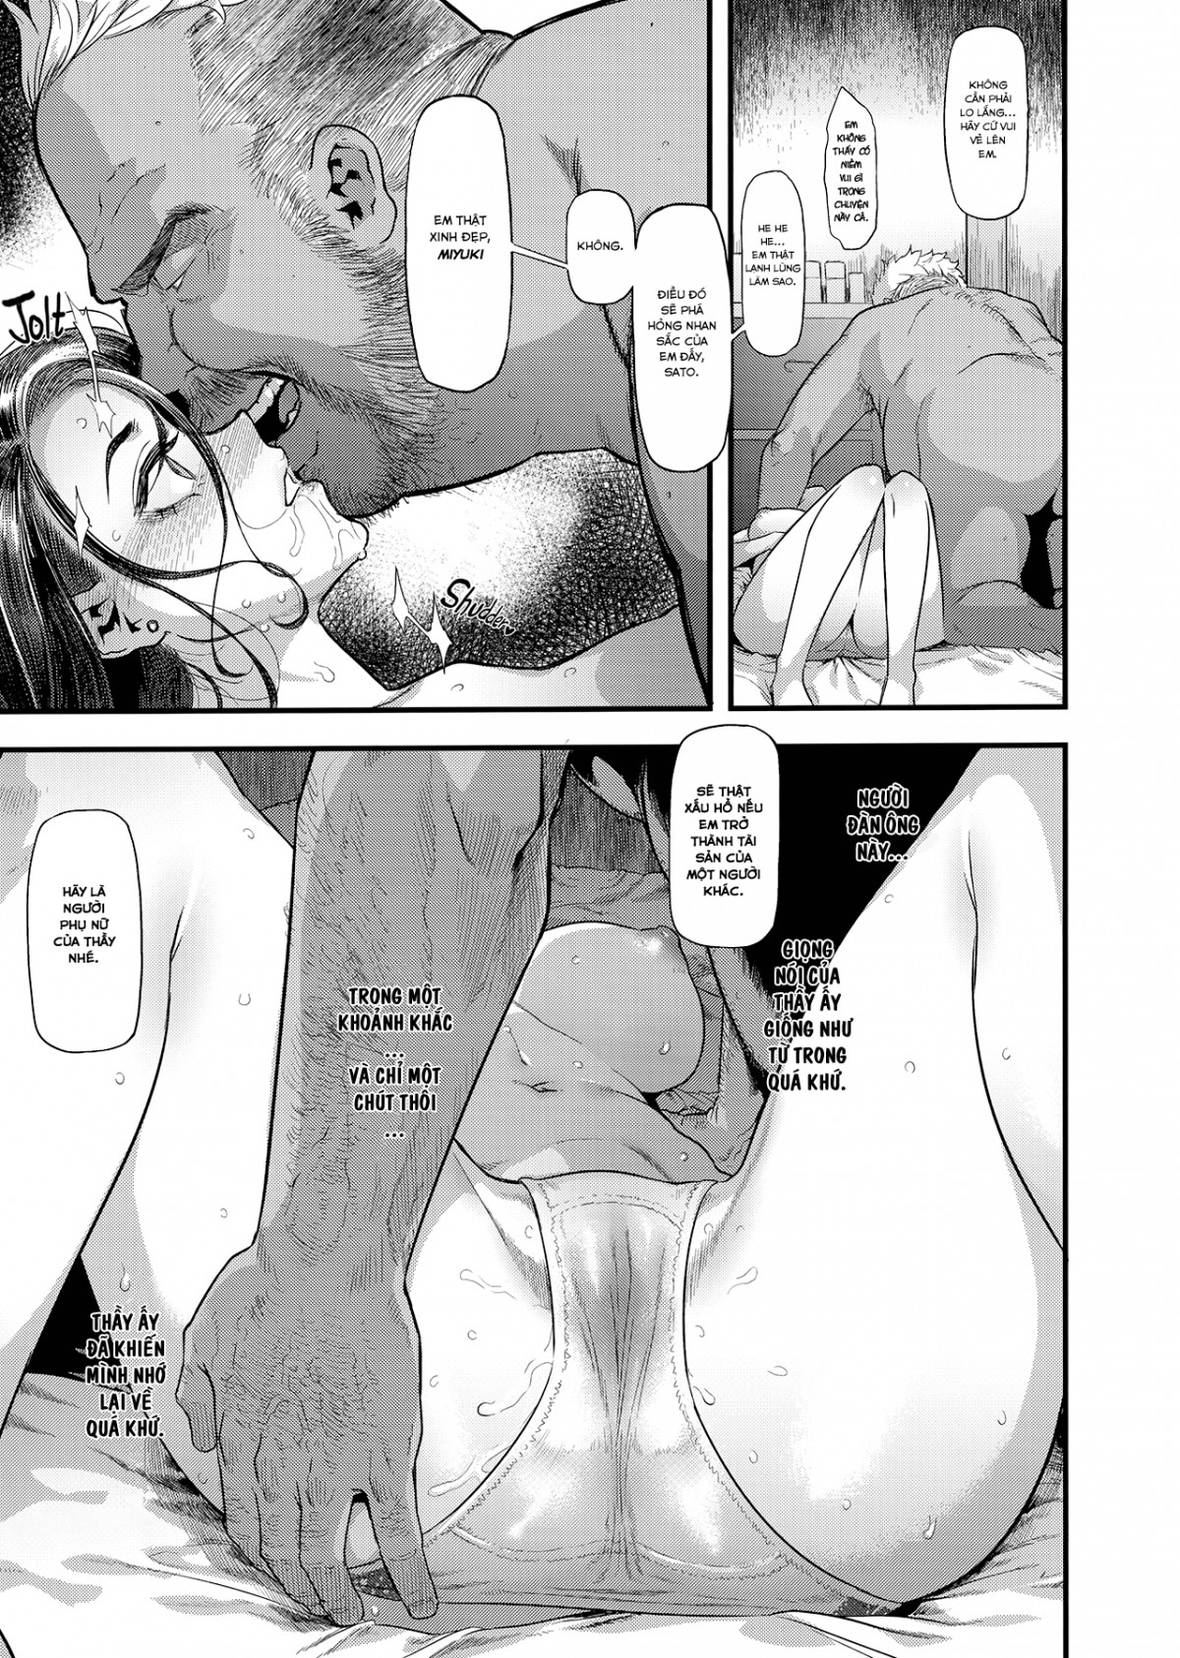 KHÔNG
CẦN PHẢI
LO LẮNG...
HÃY CỨ VUI
VẺ LÊN
EM.
EM
KHÔNG
THẤY CÓ
NIỀM
VUI GÌ
TRONG
CHUYỆN
NÀY CẢ.
HE HE
HE...
EM THẬT
LẠNH LÙNG
LÀM SAO.
KHÔNG.
ĐIỀU ĐÓ
SẼ PHÁ
HỎNG NHAN
SẮC CỦA
EM ĐẤY,
SATO.
EM THẬT
XINH ĐẸP,
MIYUKI
Jolt
Shudder
SẼ THẬT
XẤU HỔ NẾU
EM TRỞ
THÀNH TÀI
SẢN CỦA
MỘT NGƯỜI
KHÁC.
NGƯỜI
ĐÀN ÔNG
NÀY...
GIỌNG
NÓI CỦA
THẦY ẤY
GIỐNG NHƯ
TỪ TRONG
QUÁ KHỨ.
TRONG MỘT
KHOẢNH KHẮC
...
VÀ CHỈ MỘT
CHÚT THÔI
...
HÃY LÀ
NGƯỜI
PHỤ NỮ
CỦA THẦY
NHÉ.
THẦY ẤY
ĐÃ KHIẾN
MÌNH NHỚ
LẠI VỀ
QUÁ KHỨ.